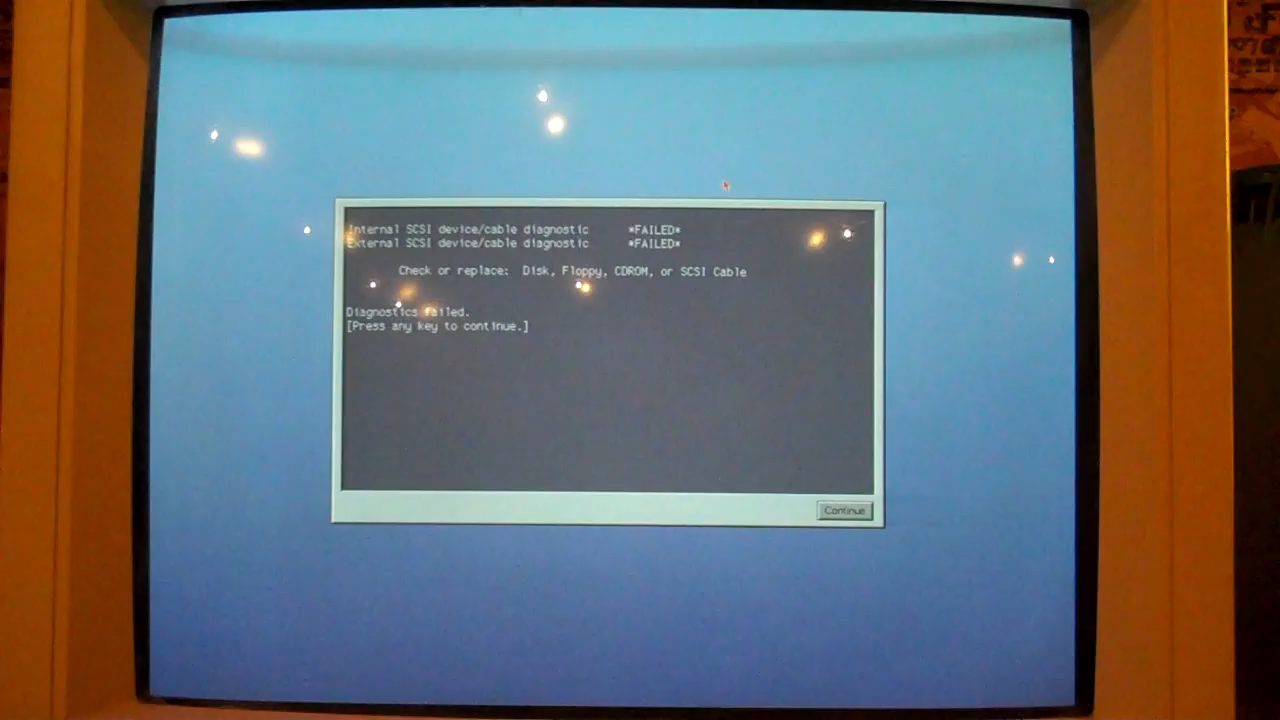 Internal SCSI device/cable diagnostic *FAILED*
External SCSI device/cable diagnostic *FAILED*
Check or replace: Disk, Floppy, CDROM, or SCSI Cable
Diagnostics failed.
[Press any key to continue.]
Continue